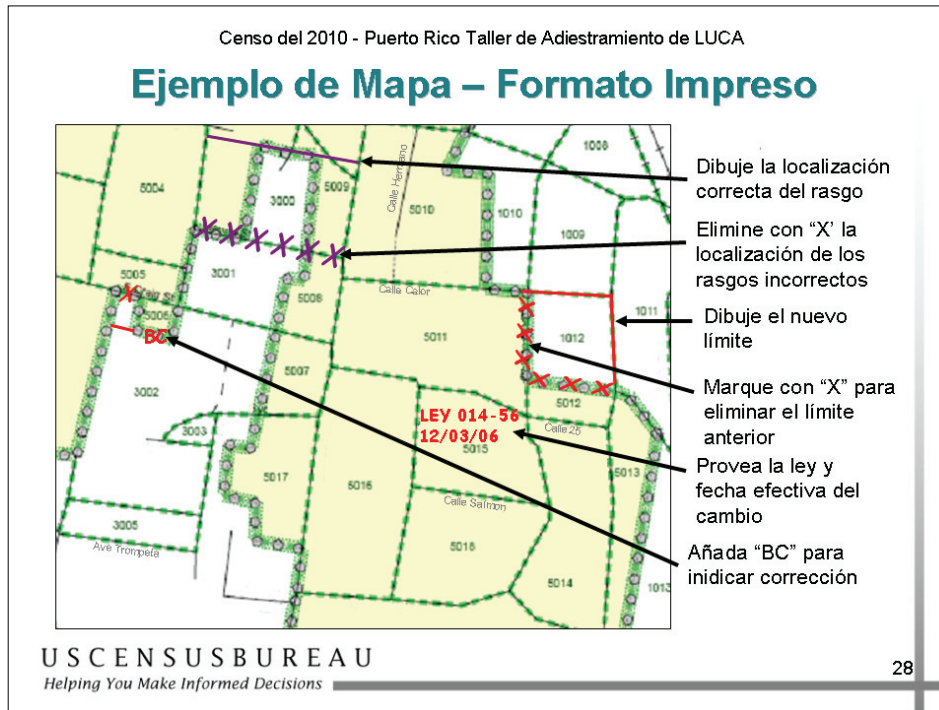 Censo del 2010 - Puerto Rico Taller de Adiestramiento de LUCA
Ejemplo de Mapa – Formato Impreso
5004
3000
5009
Calle Hermano
5010
1010
1008
1009
3001
5005
5006
BC
5008
Calle Calor
5011
1012
1011
3002
5007
5012
LEY 014-56
12/03/06
5015
Calle 25
3003
5017
5016
5013
Calle Salmon
3005
Ave Trompeta
5018
5014
1013
Dibuje la localización
correcta del rasgo
Elimine con “X’ la
localización de los
rasgos incorrectos
Dibuje el nuevo
límite
Marque con “X” para
eliminar el límite
anterior
Provea la ley y
fecha efectiva del
cambio
Añada “BC” para
inidicar corrección
USCENSUSBUREAU
Helping You Make Informed Decisions
28